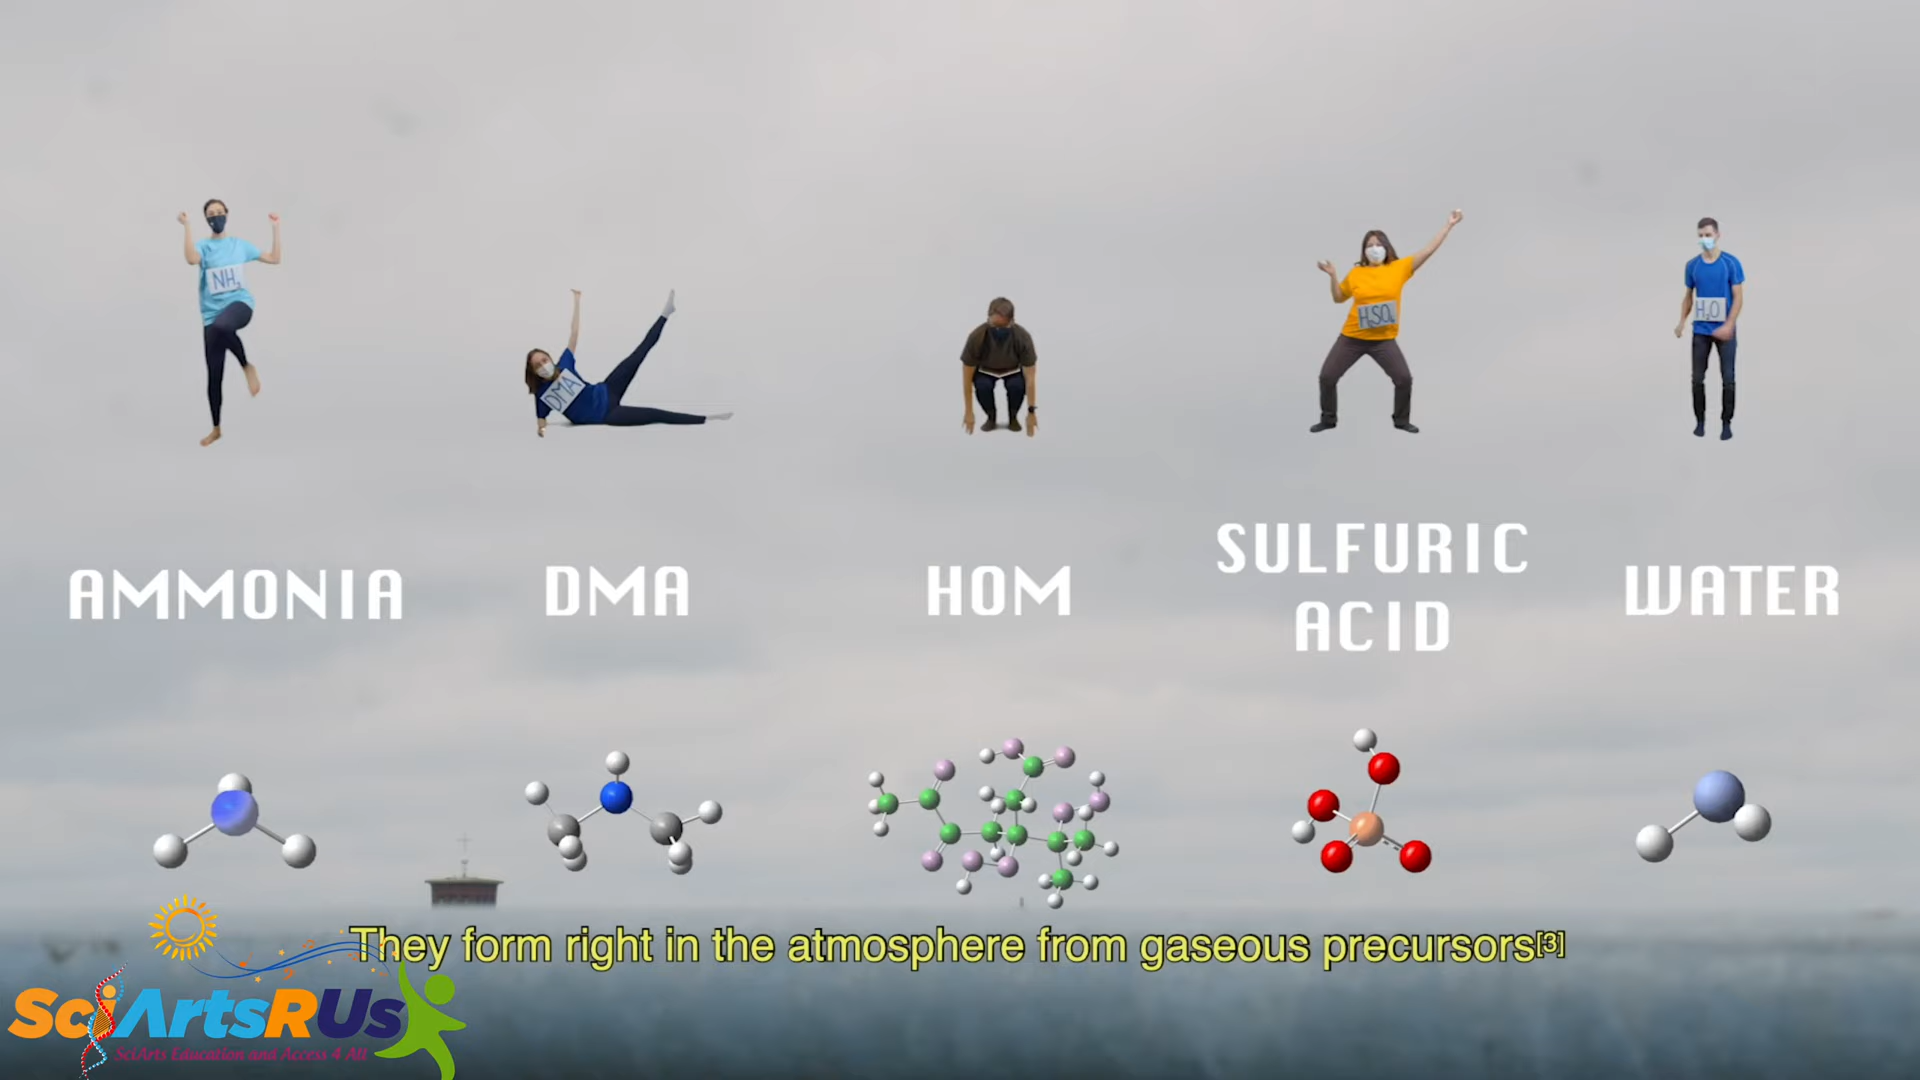 NH3
DMA
H2SO4
H2O
AMMONIA
DMA
HOM
SULFURIC
ACID
WATER
They form right in the atmosphere from gaseous precursors[3]
SciArtsRUs
SciArts Education and Access 4 All